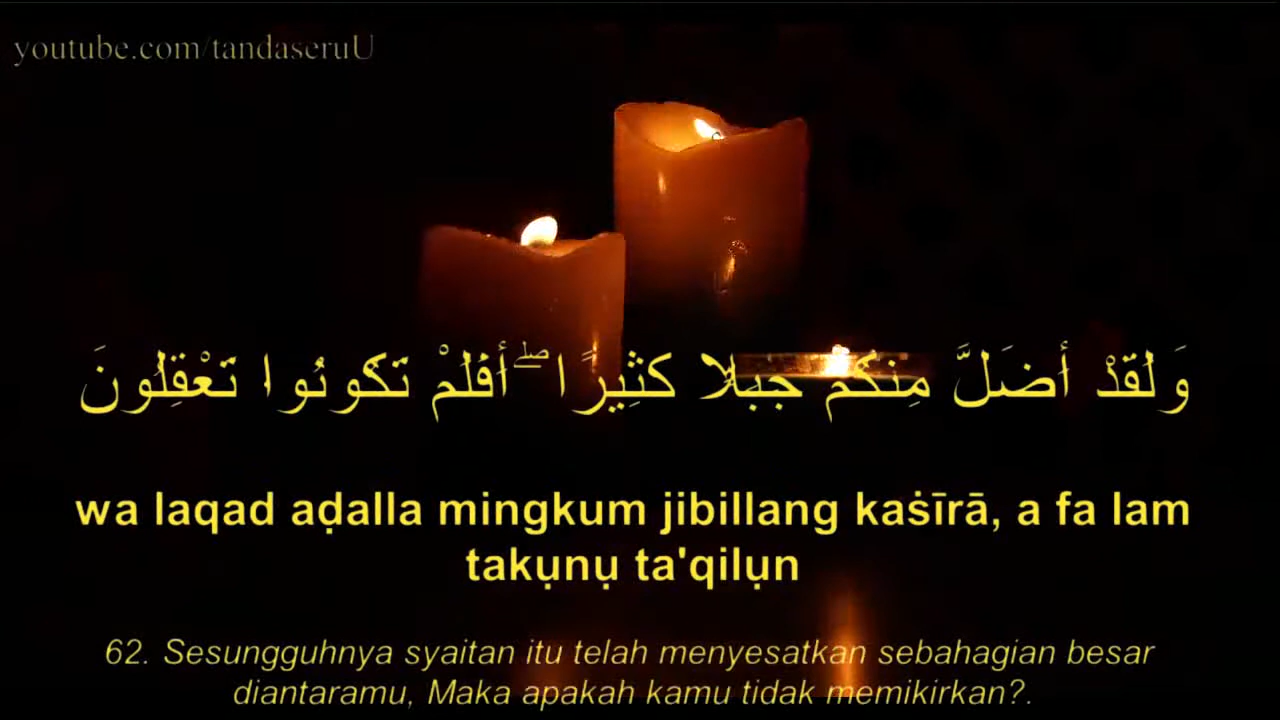 youtube.com/tandaseruU
وَلَقَدْ أَضَلَّ مِنكُمْ جِبِلًّا كَثِيرًا ۖ أَفَلَمْ تَكُونُوا تَعْقِلُونَ
wa laqad aḍalla mingkum jibillang kaṡīrā, a fa lam
takụnụ ta'qilụn
62. Sesungguhnya syaitan itu telah menyesatkan sebahagian besar
diantaramu, Maka apakah kamu tidak memikirkan?.